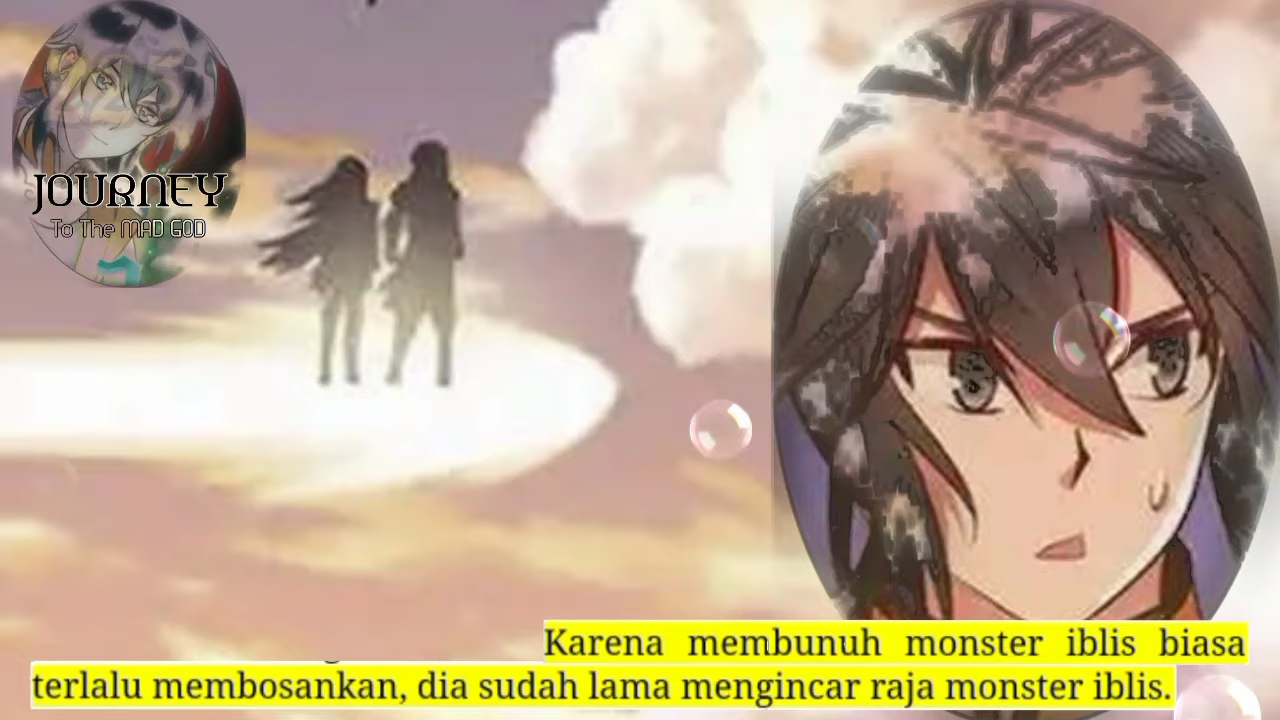 JOURNEY
To The MAD GOD
Karena membunuh monster iblis biasa
terlalu membosankan, dia sudah lama mengincar raja monster iblis.